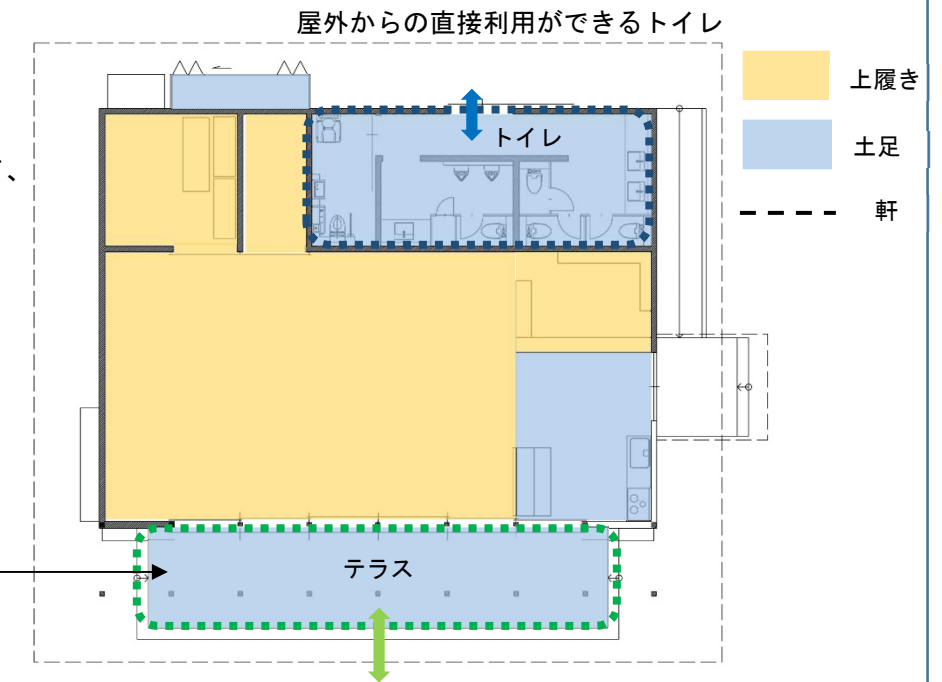 屋外からの直接利用ができるトイレ
上履き
土足
軒
トイレ
、
テラス